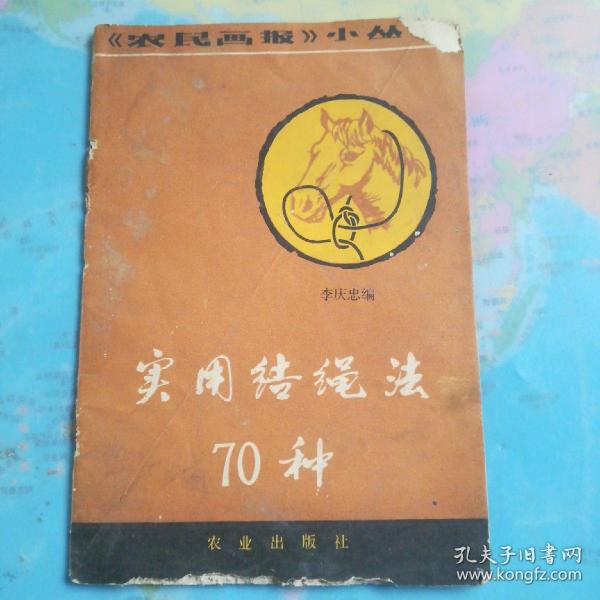 《农民画报》小丛
李庆忠编
实用结绳法
70种
农业出版社
孔夫子旧书网
www.kongfz.com